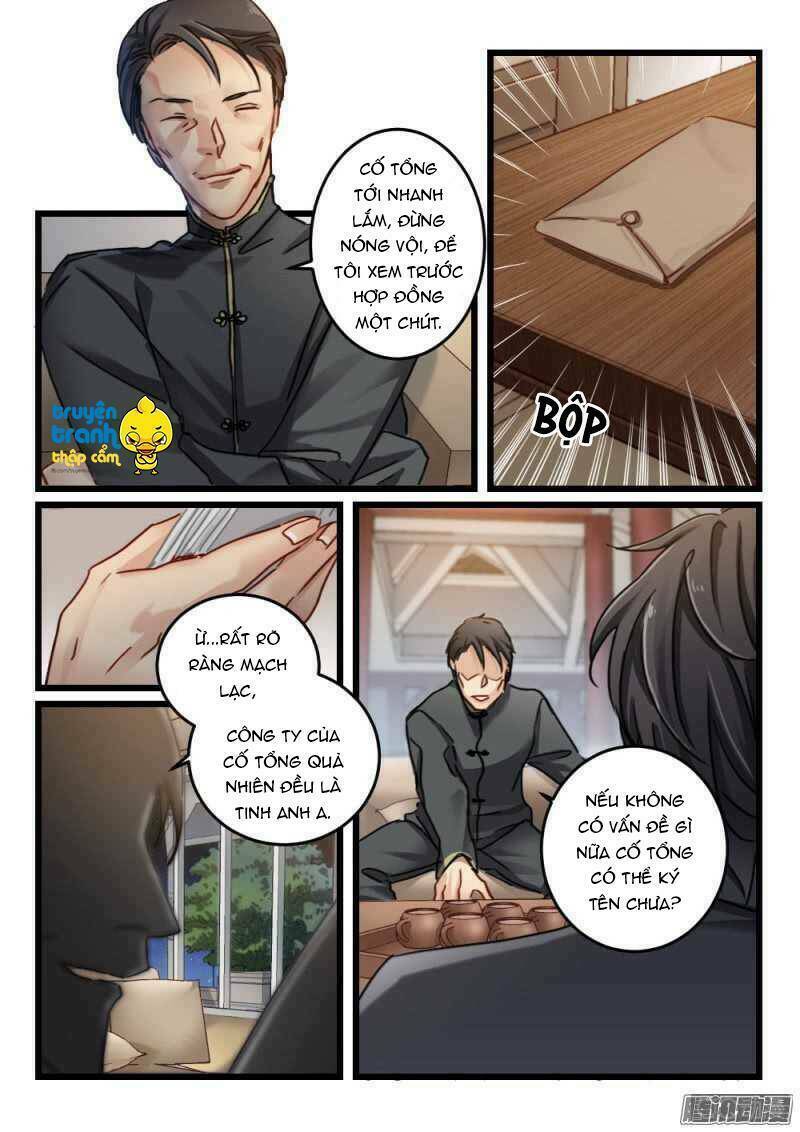 CỐ TỔNG
TỚI NHANH
LẮM, ĐỪNG
NÓNG VỘI, ĐỂ
TÔI XEM TRƯỚC
HỢP ĐỒNG
MỘT CHÚT.
BỘP
truyện
tranh
thập cẩm
Ừ...RẤT RÕ
RÀNG MẠCH
LẠC,
CÔNG TY CỦA
CỐ TỔNG QUẢ
NHIÊN ĐỀU LÀ
TINH ANH A.
NẾU KHÔNG
CÓ VẤN ĐỀ GÌ
NỮA CỐ TỔNG
CÓ THỂ KÝ
TÊN CHƯA?
腾讯动漫